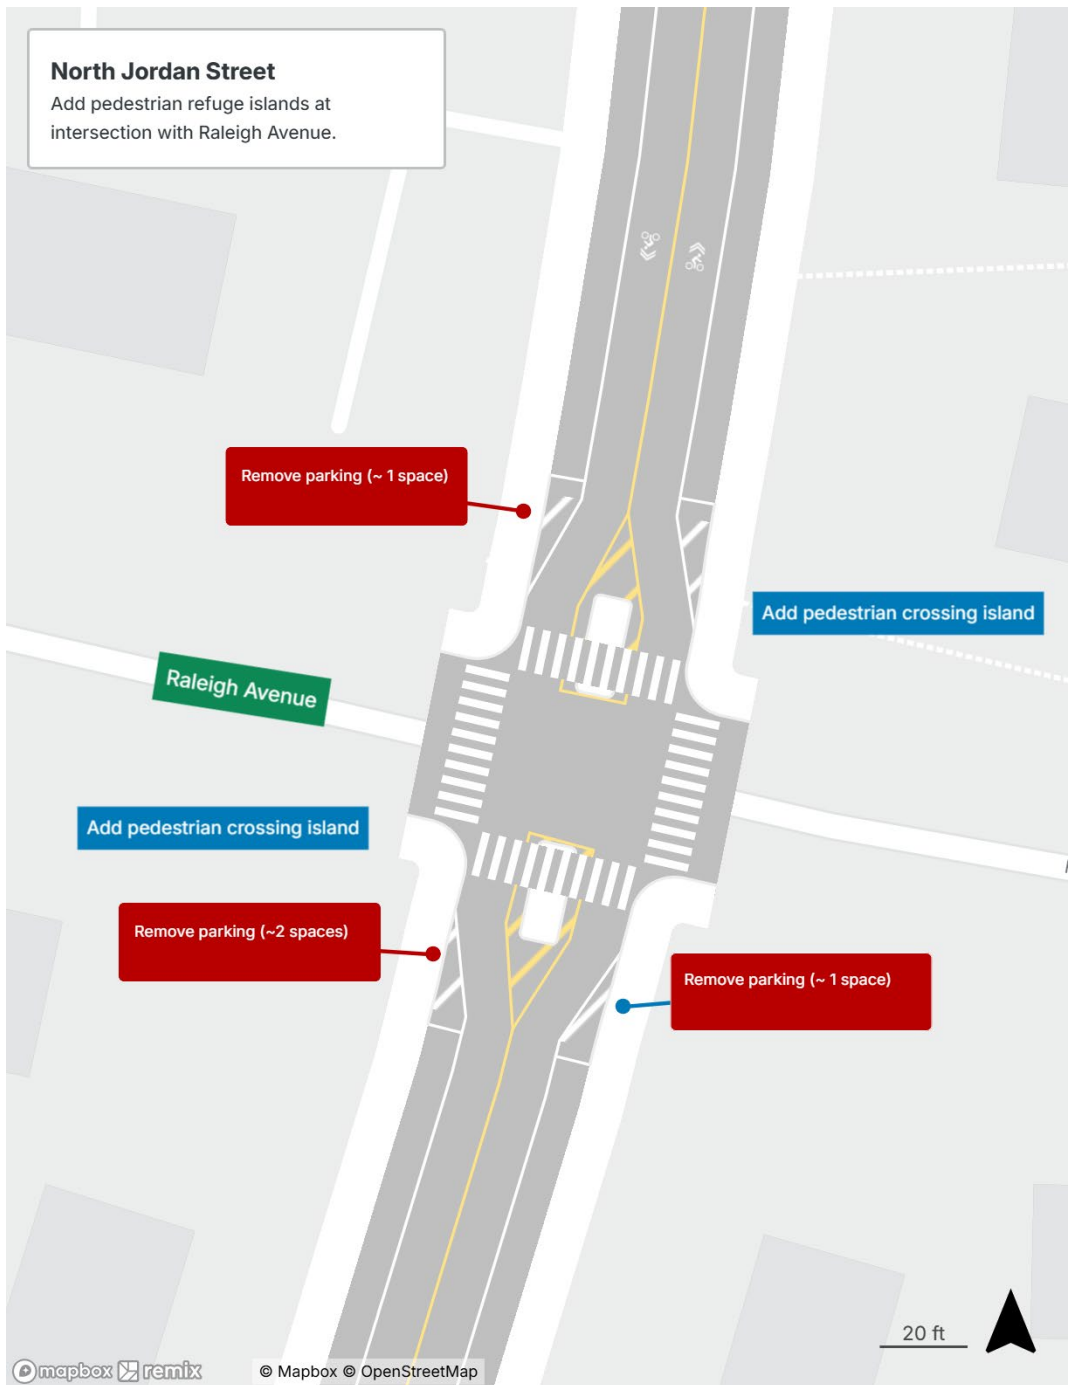 North Jordan Street
Add pedestrian refuge islands at
intersection with Raleigh Avenue.
Remove parking (~ 1 space)
Add pedestrian crossing island
Raleigh Avenue
Add pedestrian crossing island
Remove parking (~2 spaces)
Remove parking (~ 1 space)
20 ft
mapbox remix
© Mapbox © OpenStreetMap